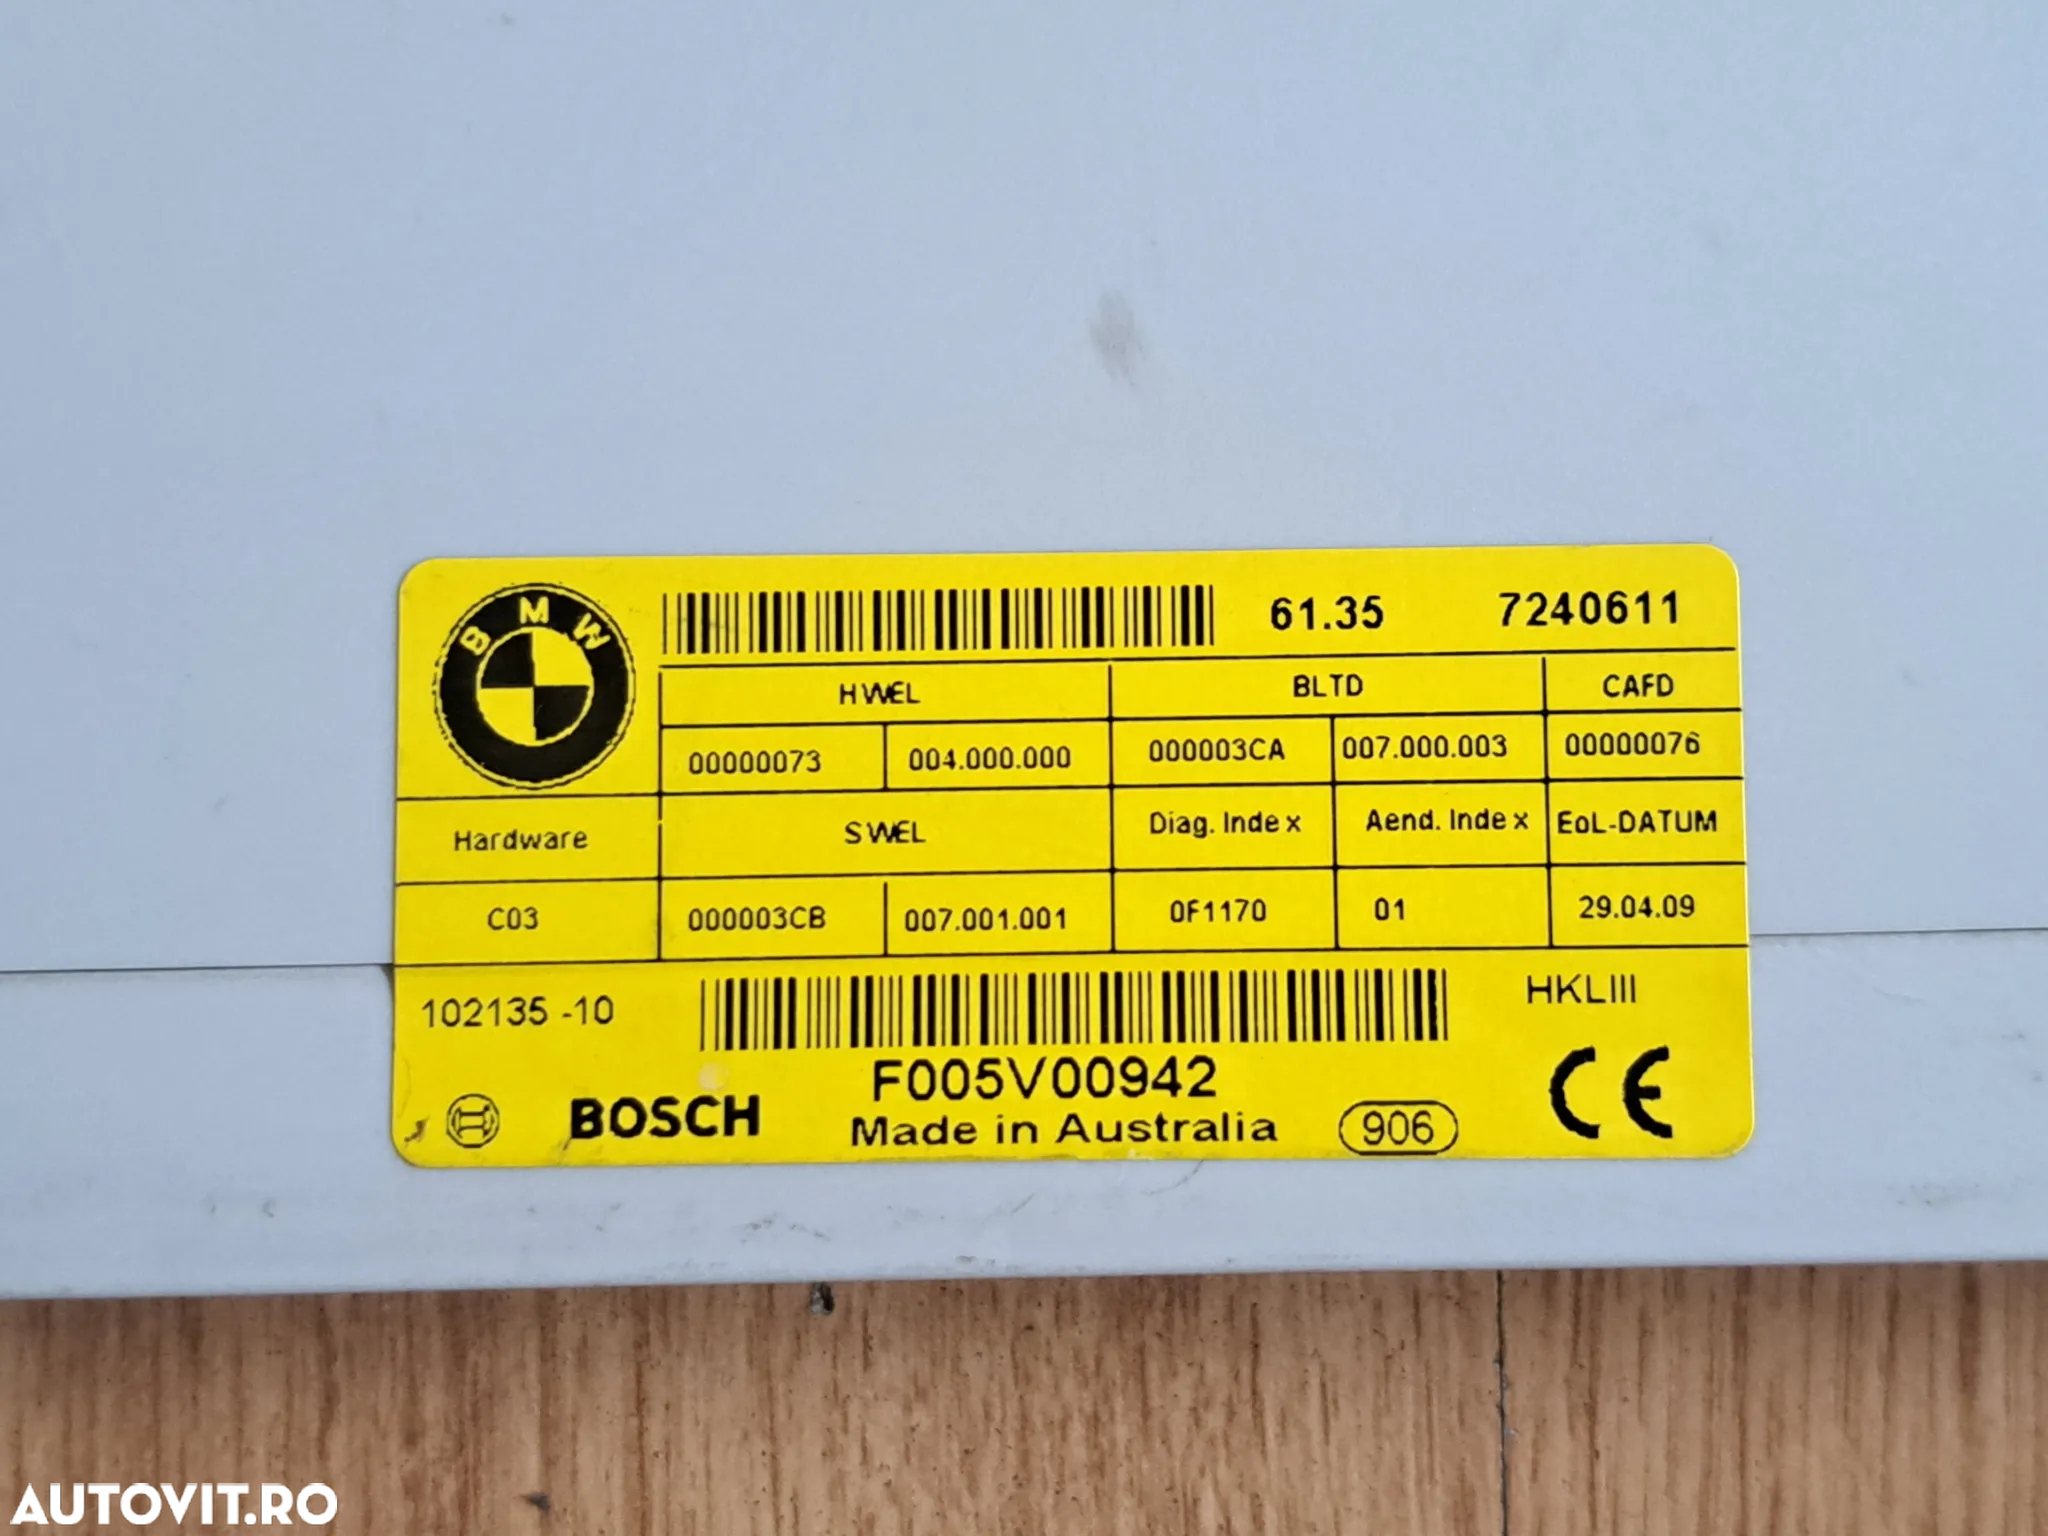 BMW
61.35 7240611
HWEL BLTD CAFD
00000073 004.000.000 000003CA 007.000.003 00000076
Hardware SWEL Diag. Index Aend. Index EoL-DATUM
C03 000003CB 007.001.001 0F1170 01 29.04.09
102135 -10 HKLIII
F005V00942
BOSCH Made in Australia 906 CE
AUTOVIT.RO